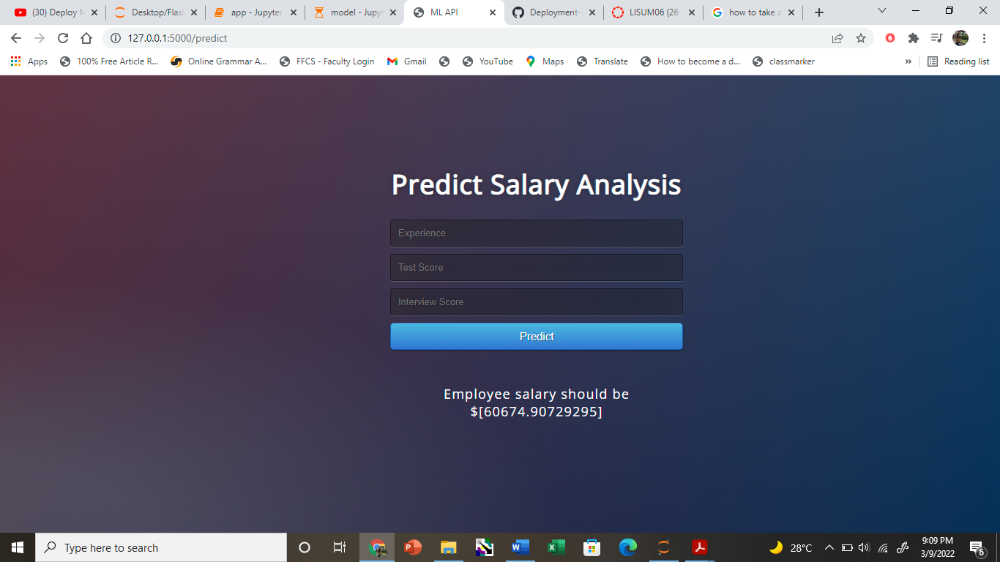 (30) Deploy M
Desktop/Flas
app - Jupyter
model - Jupyt
ML API
Deployment-
LISUM06 (26
how to take a
127.0.0.1:5000/predict
Apps
100% Free Article R...
Online Grammar A...
FFCS - Faculty Login
Gmail
YouTube
Maps
Translate
How to become a d...
classmarker
»
Reading list
Predict Salary Analysis
Experience
Test Score
Interview Score
Predict
Employee salary should be
$[60674.90729295]
Type here to search
28°C
9:09 PM
3/9/2022
6